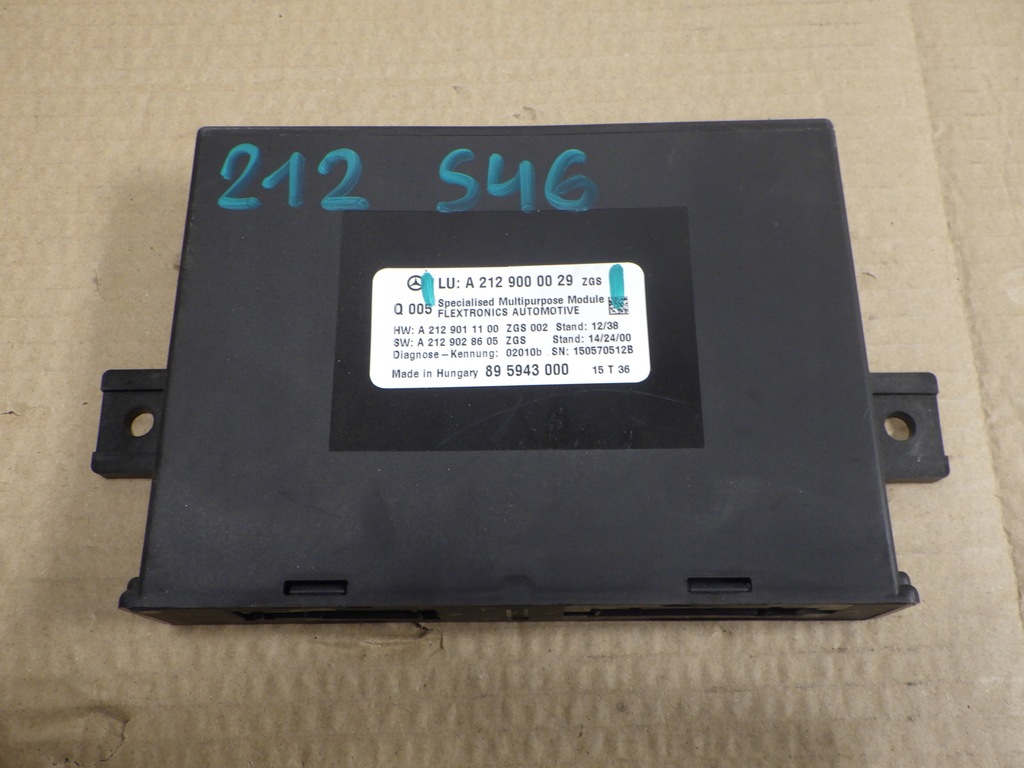 212 S46
LU: A 212 900 00 29 ZGS
Q 005 Specialised Multipurpose Module
FLEXTRONICS AUTOMOTIVE
HW: A 212 901 11 00 ZGS 002 Stand: 12/38
SW: A 212 902 86 05 ZGS Stand: 14/24/00
Diagnose-Kennung: 02010b SN: 150570512B
Made in Hungary 89 5943 000 15 T 36